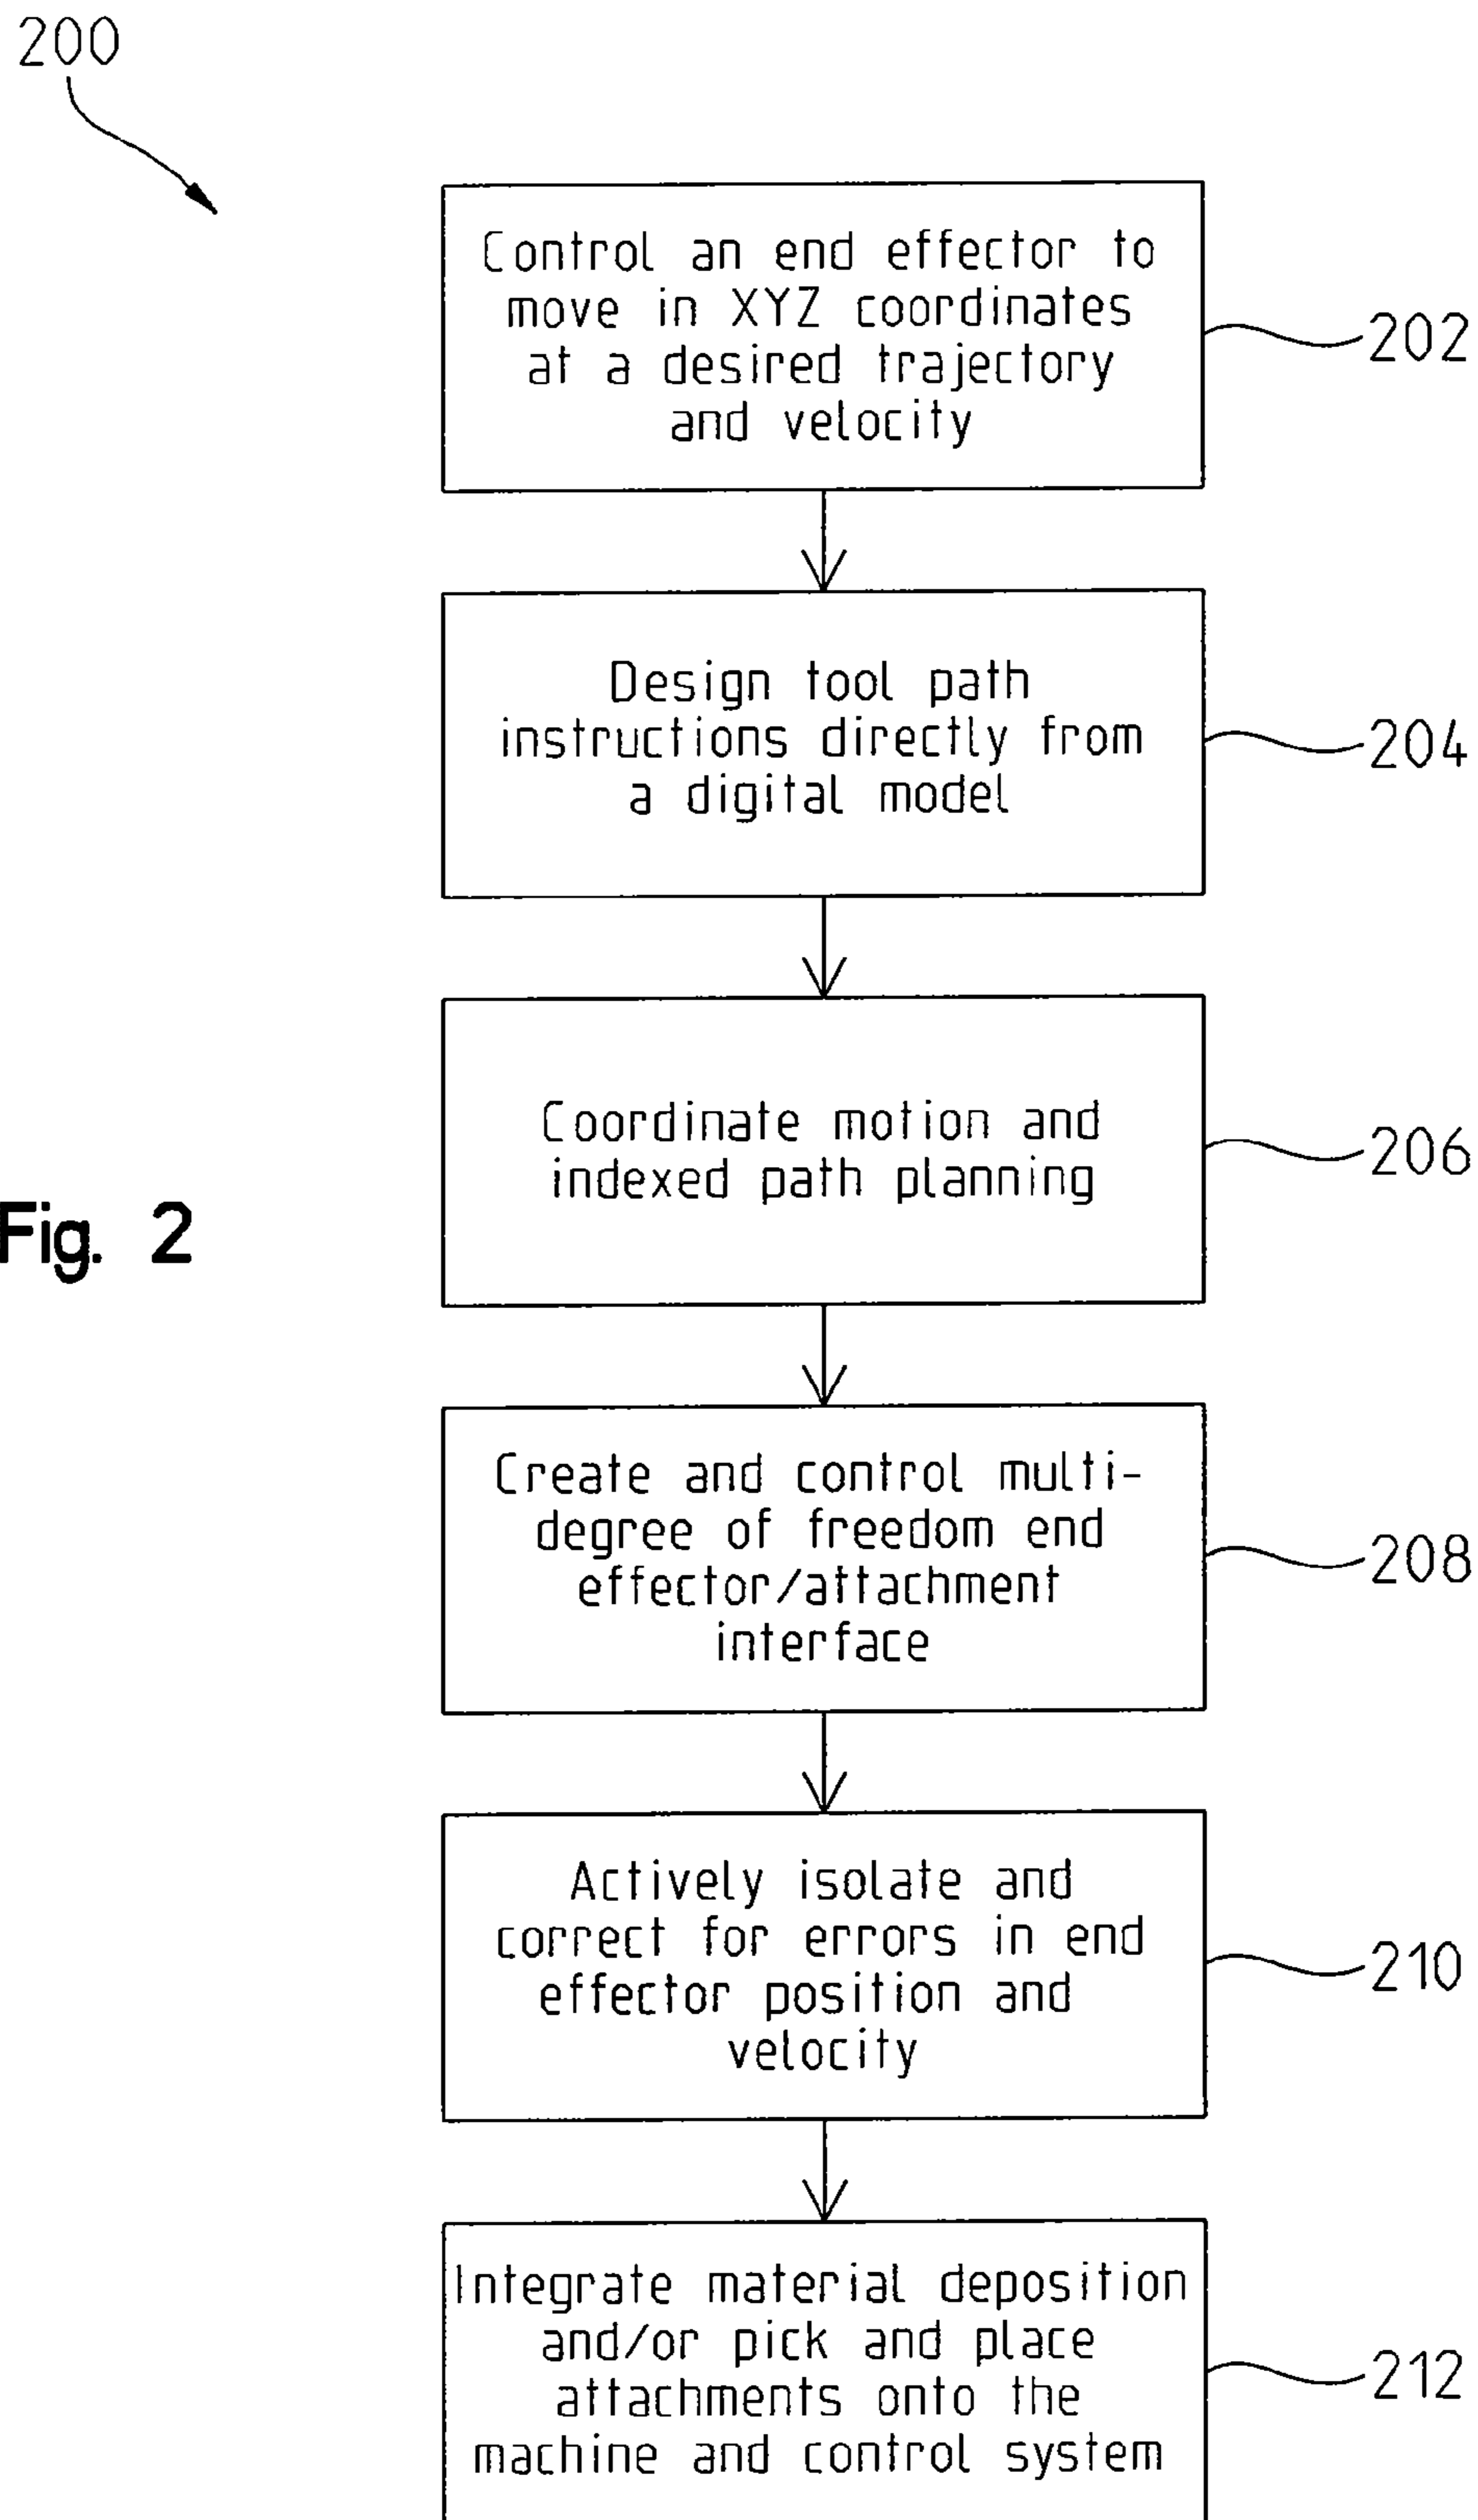 200
Control an end effector to
move in XYZ coordinates
at a desired trajectory
and velocity
202
Design tool path
instructions directly from
a digital model
204
Coordinate motion and
indexed path planning
206
Fig. 2
Create and control multi-
degree of freedom end
effector/attachment
interface
208
Actively isolate and
correct for errors in end
effector position and
velocity
210
Integrate material deposition
and/or pick and place
attachments onto the
machine and control system
212